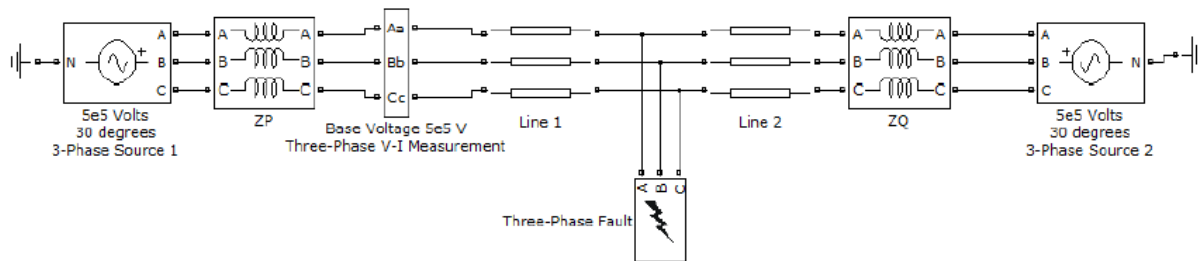 N
+
A
B
C
5e5 Volts
30 degrees
3-Phase Source 1
A A
B B
C C
ZP
Aa
Bb
Cc
Base Voltage 5e5 V
Three-Phase V-I Measurement
Line 1
Line 2
A B C
Three-Phase Fault
A A
B B
C C
ZQ
A
B
C
+
N
5e5 Volts
30 degrees
3-Phase Source 2